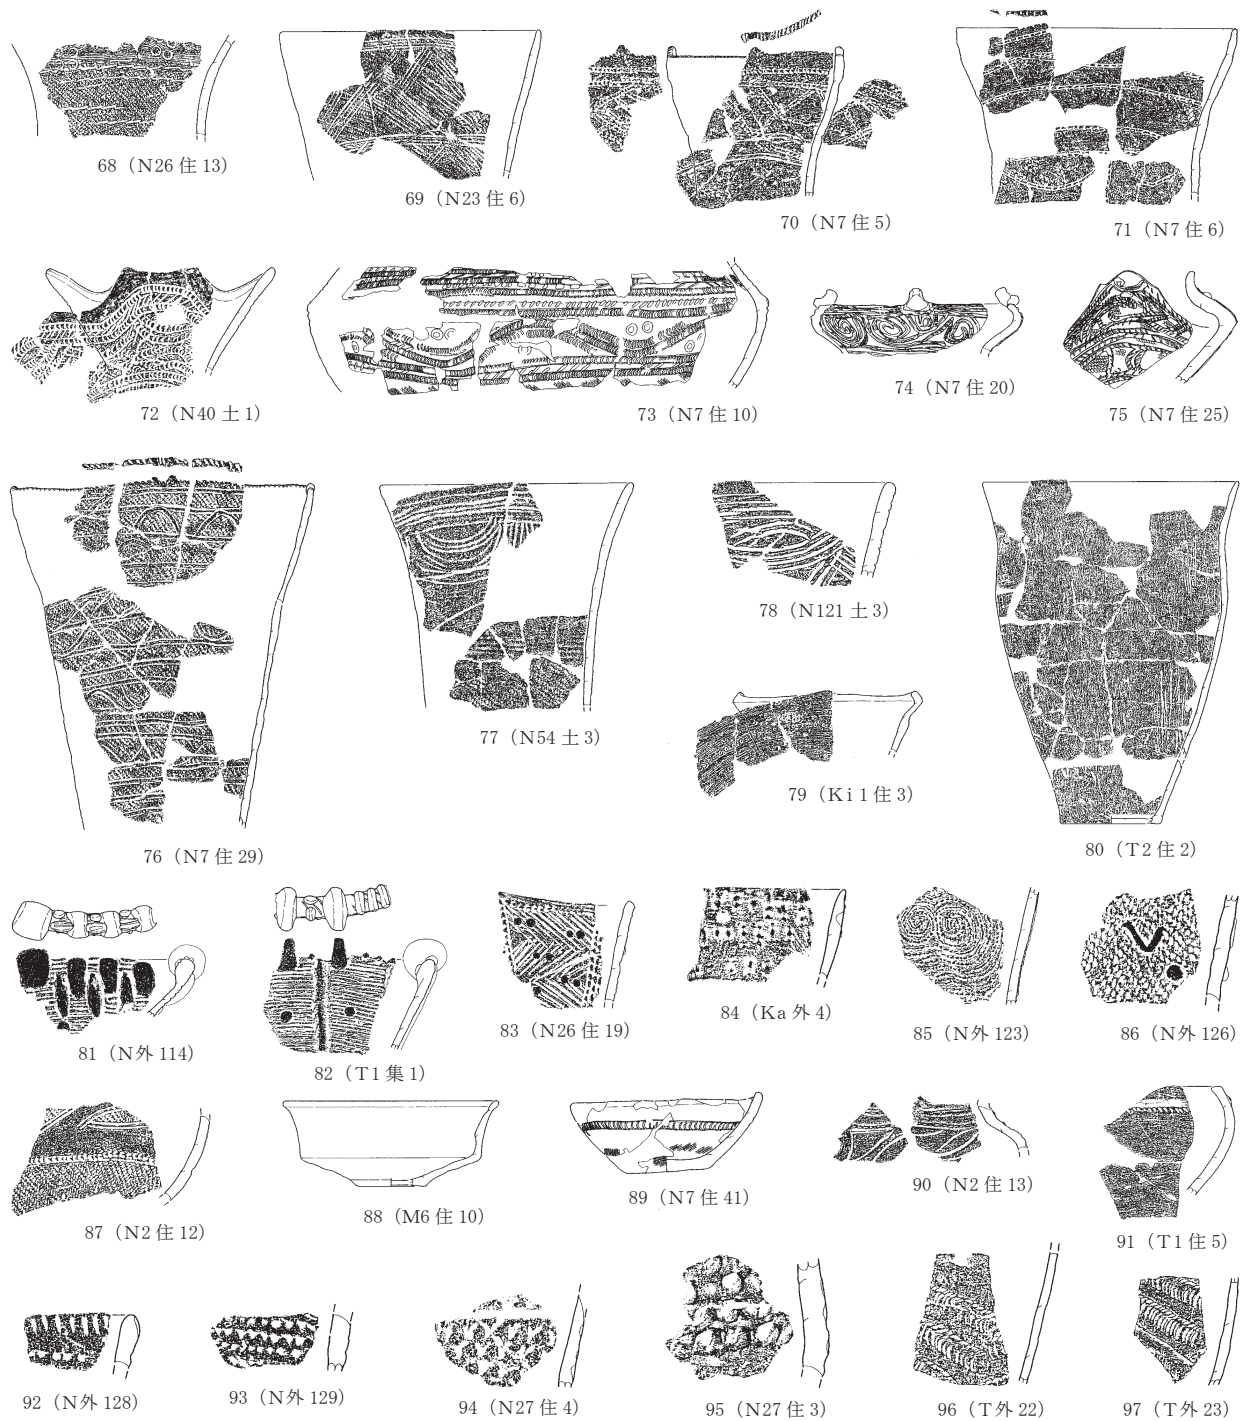 68（N26 住 13）
69（N23 住 6）
70（N7 住 5）
71（N7 住 6）
72（N40 土 1）
73（N7 住 10）
74（N7 住 20）
75（N7 住 25）
76（N7 住 29）
77（N54 土 3）
78（N121 土 3）
79（Ki 1 住 3）
80（T2 住 2）
81（N外 114）
82（T1 集 1）
83（N26 住 19）
84（Ka 外 4）
85（N外 123）
86（N外 126）
87（N2 住 12）
88（M6 住 10）
89（N7 住 41）
90（N2 住 13）
91（T1 住 5）
92（N外 128）
93（N外 129）
94（N27 住 4）
95（N27 住 3）
96（T外 22）
97（T外 23）